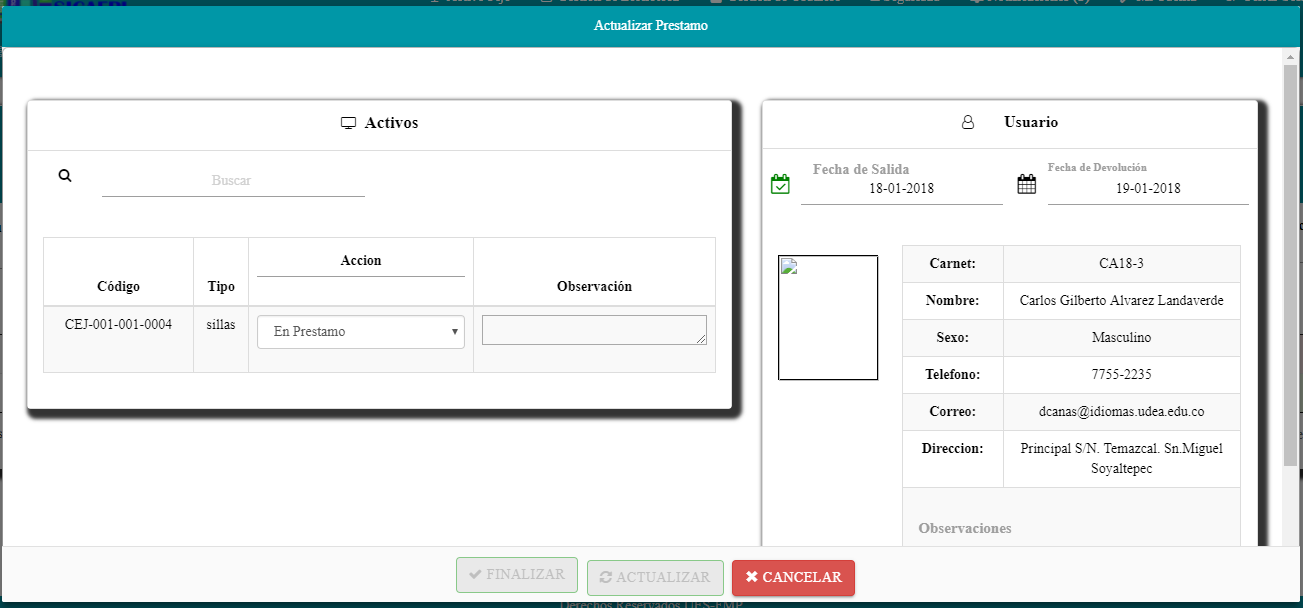 Actualizar Prestamo
Activos
Buscar
Código Tipo Accion Observación
CEJ-001-001-0004 sillas En Prestamo
Usuario
Fecha de Salida
18-01-2018
Fecha de Devolución
19-01-2018
Carnet: CA18-3
Nombre: Carlos Gilberto Alvarez Landaverde
Sexo: Masculino
Telefono: 7755-2235
Correo: dcanas@idiomas.udea.edu.co
Direccion: Principal S/N. Temazcal. Sn.Miguel
Soyaltepec
Observaciones
FINALIZAR ACTUALIZAR CANCELAR
Derechos Reservados UES-FMP